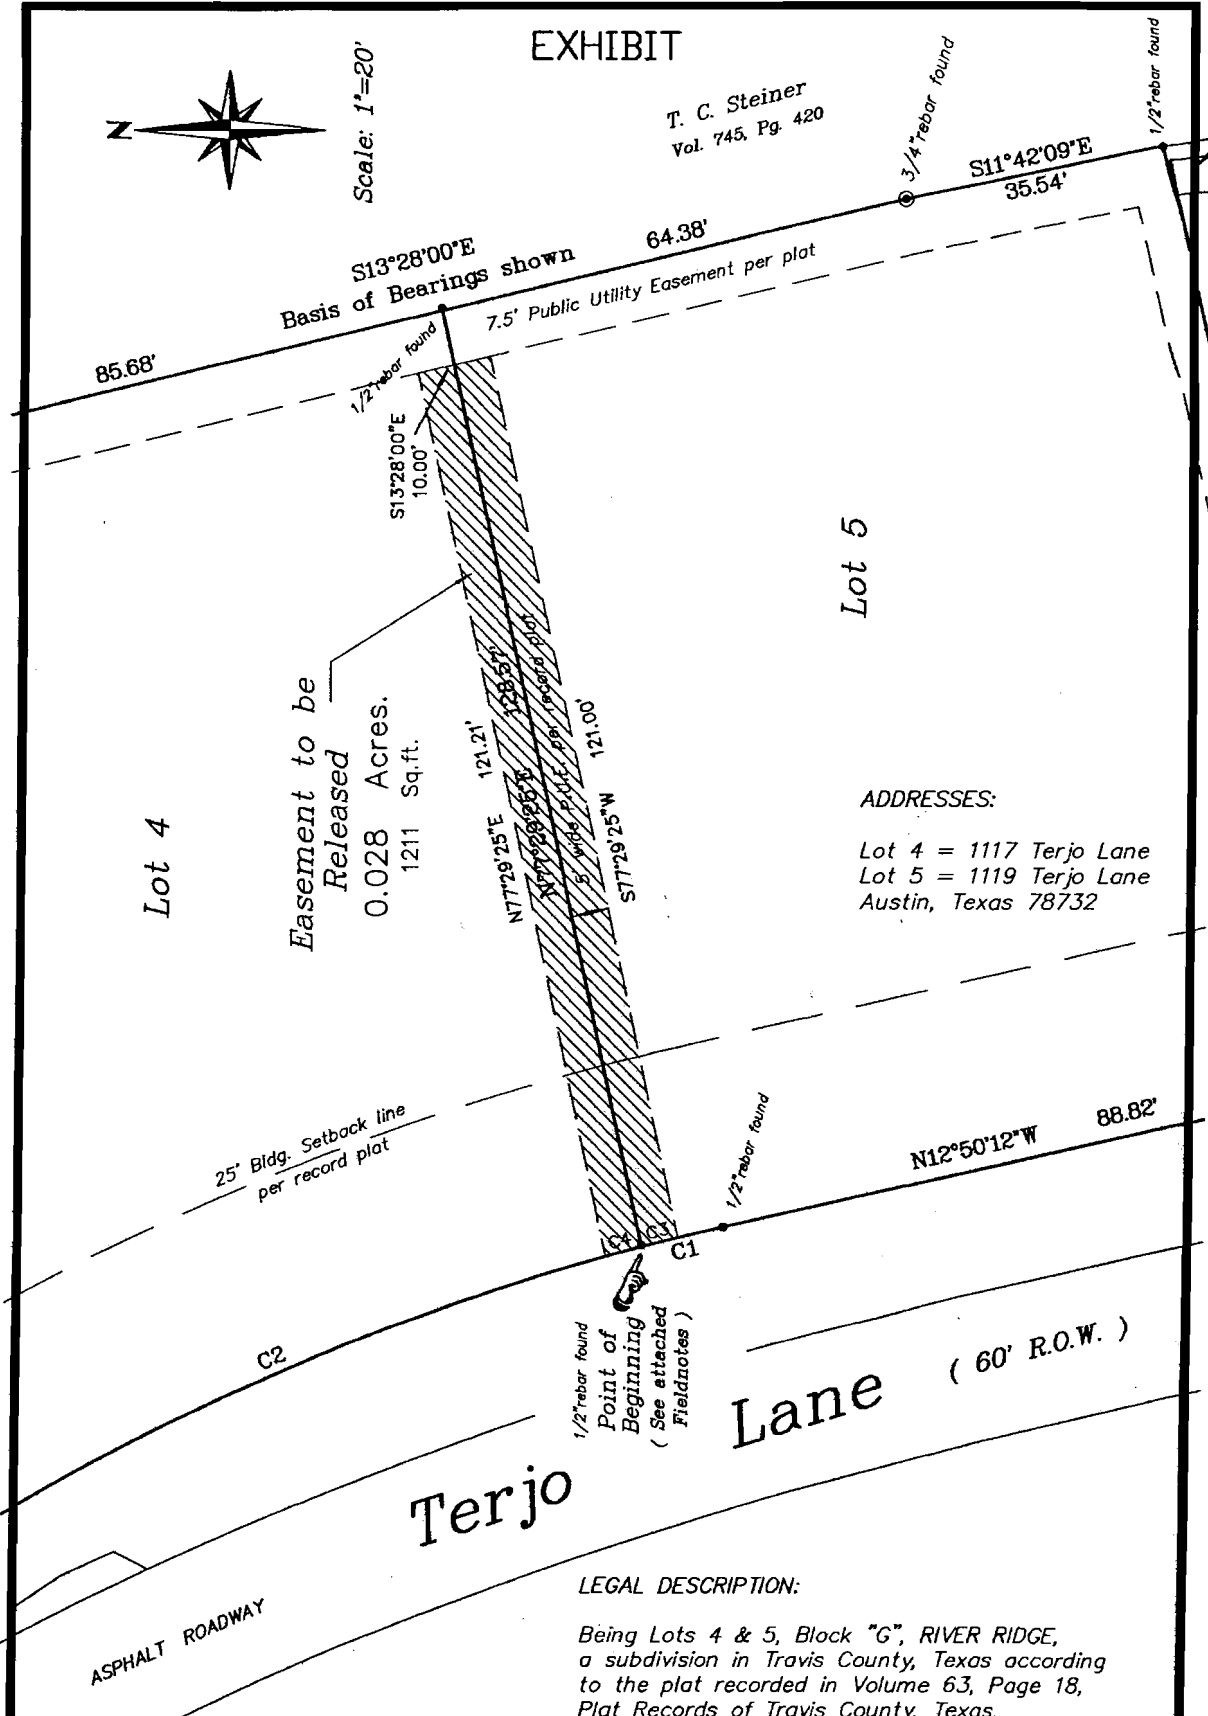 EXHIBIT
N
Scale: 1"=20'
T. C. Steiner
Vol. 745, Pg. 420
3/4"rebar found
1/2"rebar found
S11°42'09"E
35.54'
S13°28'00"E
Basis of Bearings shown
64.38'
85.68'
7.5' Public Utility Easement per plat
1/2"rebar found
S13°28'00"E
10.00'
Lot 5
Lot 4
Easement to be
Released
0.028 Acres.
1211 Sq.ft.
N77°29'25"E
121.21'
N77°29'25"E
128.57'
5' wide P.U.E. per record plat
S77°29'25"W
121.00'
ADDRESSES:
Lot 4 = 1117 Terjo Lane
Lot 5 = 1119 Terjo Lane
Austin, Texas 78732
25' Bldg. Setback line
per record plat
1/2"rebar found
N12°50'12"W
88.82'
C4
C3
C1
C2
1/2"rebar found
Point of
Beginning
( See attached
Fieldnotes )
Terjo Lane
( 60' R.O.W. )
ASPHALT ROADWAY
LEGAL DESCRIPTION:
Being Lots 4 & 5, Block "G", RIVER RIDGE,
a subdivision in Travis County, Texas according
to the plat recorded in Volume 63, Page 18,
Plat Records of Travis County, Texas.